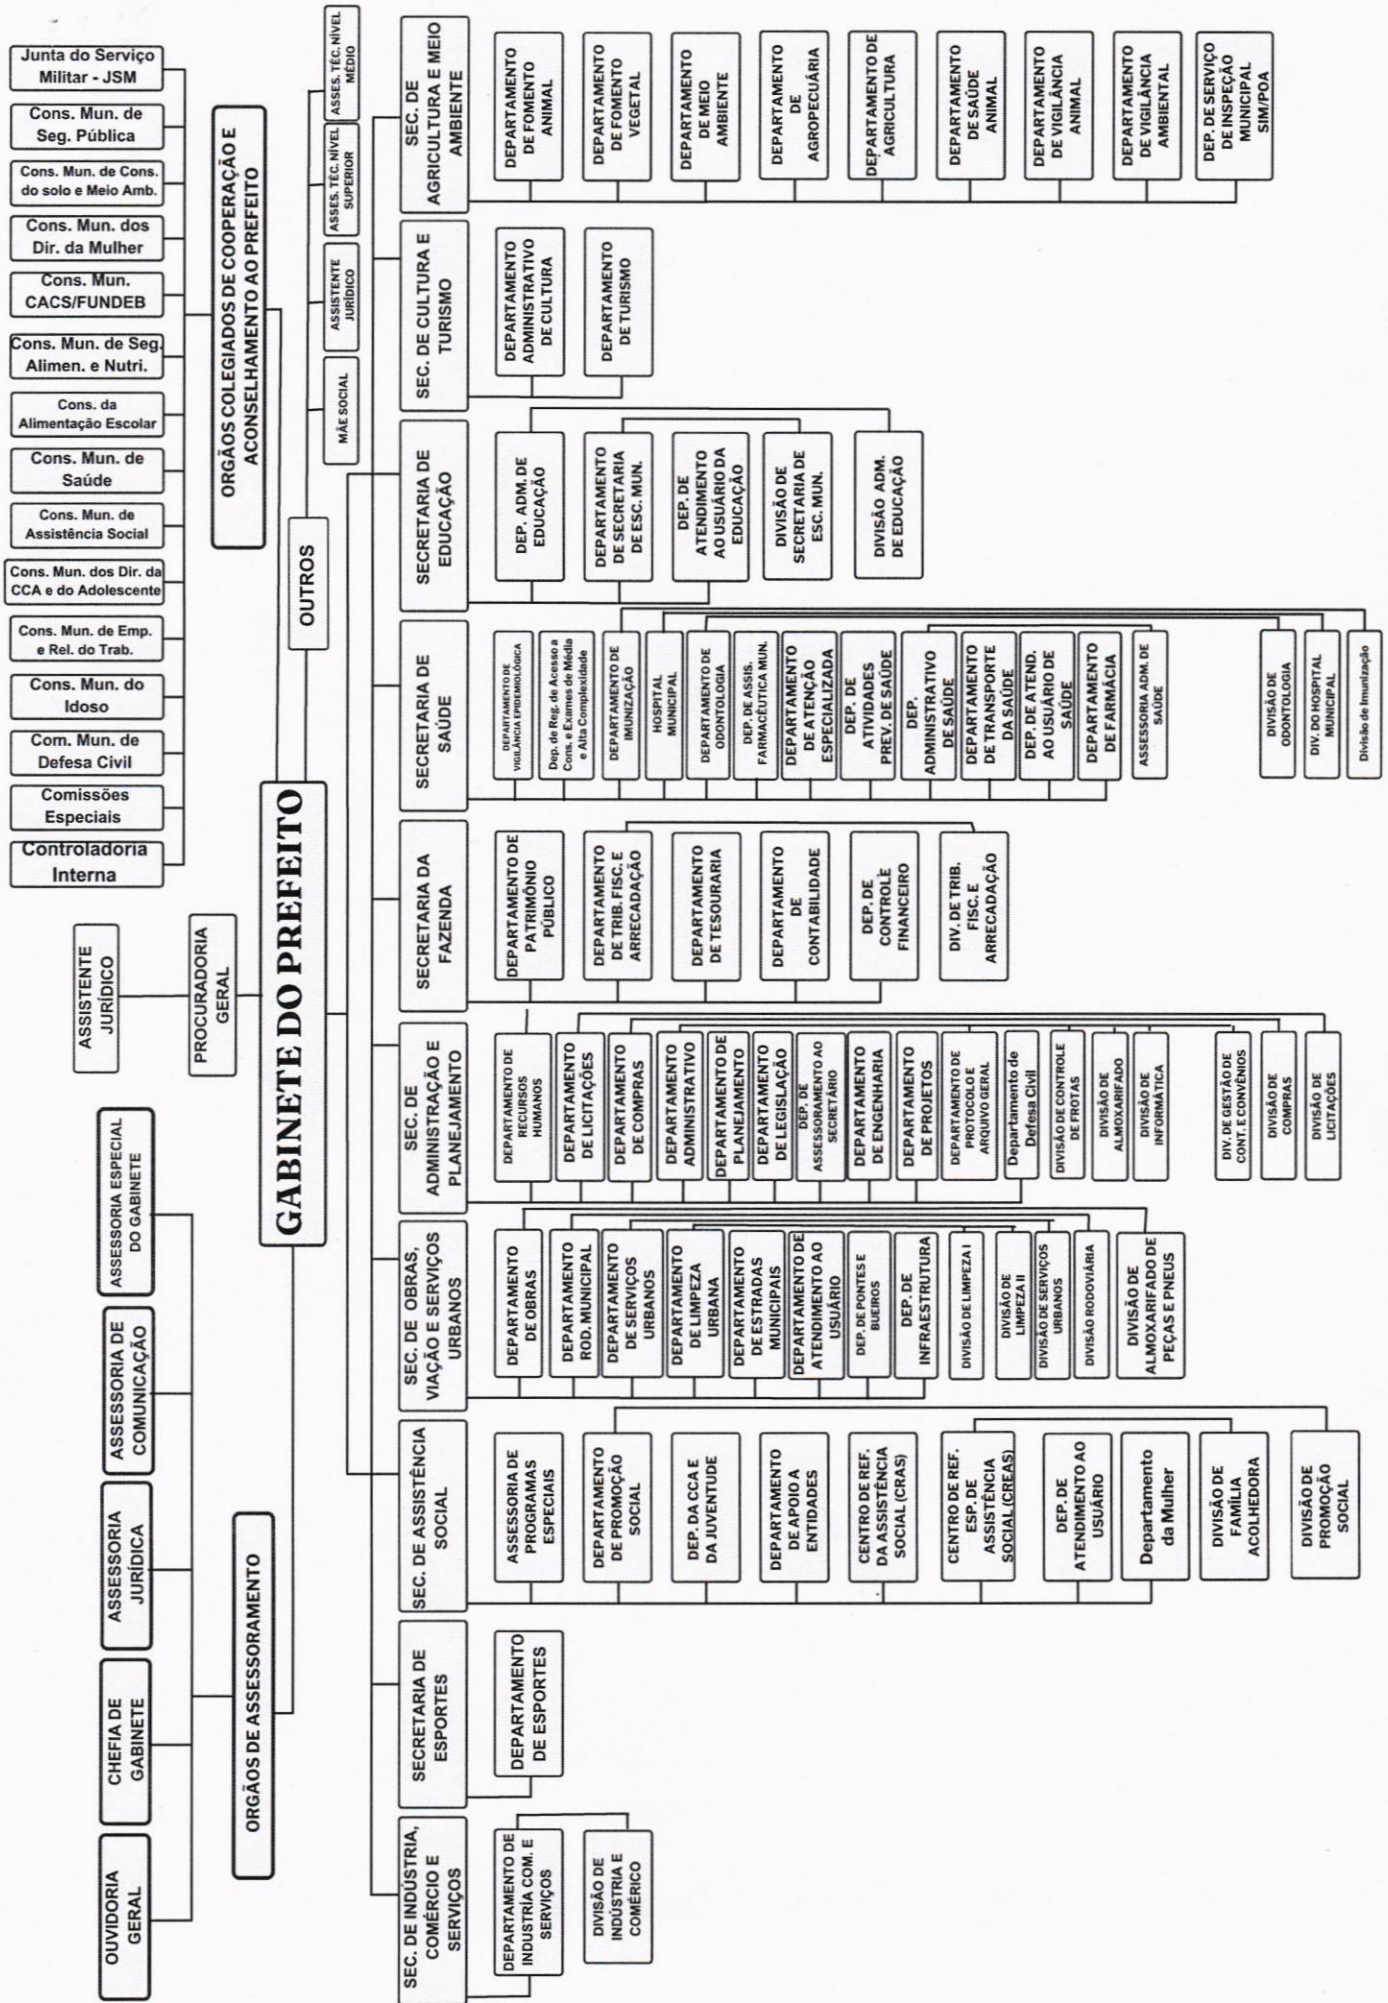 OUVIDORIA
GERAL
CHEFIA DE
GABINETE
ASSESSORIA
JURÍDICA
ASSESSORIA DE
COMUNICAÇÃO
ASSESSORIA ESPECIAL
DO GABINETE
ORGÃOS DE ASSESSORAMENTO
ASSISTENTE
JURÍDICO
PROCURADORIA
GERAL
Controladoria
Interna
Comissões
Especiais
Com. Mun. de
Defesa Civil
Cons. Mun. do
Idoso
Cons. Mun. de Emp.
e Rel. do Trab.
Cons. Mun. dos Dir. da
CCA e do Adolescente
Cons. Mun. de
Assistência Social
Cons. Mun. de
Saúde
Cons. da
Alimentação Escolar
Cons. Mun. de Seg.
Alimen. e Nutri.
Cons. Mun.
CACS/FUNDEB
Cons. Mun. dos
Dir. da Mulher
Cons. Mun. de Cons.
do solo e Meio Amb.
Cons. Mun. de
Seg. Pública
Junta do Serviço
Militar - JSM
ORGÃOS COLEGIADOS DE COOPERAÇÃO E
ACONSELHAMENTO AO PREFEITO
GABINETE DO PREFEITO
OUTROS
MÃE SOCIAL
ASSISTENTE
JURÍDICO
ASSES. TÉC. NÍVEL
SUPERIOR
ASSES. TÉC. NÍVEL
MÉDIO
SEC. DE INDÚSTRIA,
COMÉRCIO E
SERVIÇOS
DEPARTAMENTO DE
INDUSTRÍA COM. E
SERVIÇOS
DIVISÃO DE
INDÚSTRIA E
COMÉRICO
SECRETARIA DE
ESPORTES
DEPARTAMENTO
DE ESPORTES
SEC. DE ASSISTÊNCIA
SOCIAL
ASSESSORIA DE
PROGRAMAS
ESPECIAIS
DEPARTAMENTO
DE PROMOÇÃO
SOCIAL
DEP. DA CCA E
DA JUVENTUDE
DEPARTAMENTO
DE APOIO A
ENTIDADES
CENTRO DE REF.
DA ASSISTÊNCIA
SOCIAL (CRAS)
CENTRO DE REF.
ESP. DE
ASSISTÊNCIA
SOCIAL (CREAS)
DEP. DE
ATENDIMENTO AO
USUÁRIO
Departamento
da Mulher
DIVISÃO DE
FAMÍLIA
ACOLHEDORA
DIVISÃO DE
PROMOÇÃO
SOCIAL
SEC. DE OBRAS,
VIAÇÃO E SERVIÇOS
URBANOS
DEPARTAMENTO
DE OBRAS
DEPARTAMENTO
ROD. MUNICIPAL
DEPARTAMENTO
DE SERVIÇOS
URBANOS
DEPARTAMENTO
DE LIMPEZA
URBANA
DEPARTAMENTO
DE ESTRADAS
MUNICIPAIS
DEPARTAMENTO DE
ATENDIMENTO AO
USUÁRIO
DEP. DE PONTES E
BUEIROS
DEP. DE
INFRAESTRUTURA
DIVISÃO DE LIMPEZA I
DIVISÃO DE
LIMPEZA II
DIVISÃO DE SERVIÇOS
URBANOS
DIVISÃO RODOVIÁRIA
DIVISÃO DE
ALMOXARIFADO DE
PEÇAS E PNEUS
SEC. DE
ADMINISTRAÇÃO E
PLANEJAMENTO
DEPARTAMENTO DE
RECURSOS
HUMANOS
DEPARTAMENTO
DE LICITAÇÕES
DEPARTAMENTO
DE COMPRAS
DEPARTAMENTO
ADMINISTRATIVO
DEPARTAMENTO DE
PLANEJAMENTO
DEPARTAMENTO
DE LEGISLAÇÃO
DEP. DE
ASSESSORAMENTO AO
SECRETÁRIO
DEPARTAMENTO
DE ENGENHARIA
DEPARTAMENTO
DE PROJETOS
DEPARTAMENTO DE
PROTOCOLO E
ARQUIVO GERAL
Departamento de
Defesa Civil
DIVISÃO DE CONTROLE
DE FROTAS
DIVISÃO DE
ALMOXARIFADO
DIVISÃO DE
INFORMÁTICA
DIV. DE GESTÃO DE
CONT. E CONVÊNIOS
DIVISÃO DE
COMPRAS
DIVISÃO DE
LICITAÇÕES
SECRETARIA DA
FAZENDA
DEPARTAMENTO DE
PATRIMÔNIO
PÚBLICO
DEPARTAMENTO
DE TRIB. FISC. E
ARRECADAÇÃO
DEPARTAMENTO
DE TESOURARIA
DEPARTAMENTO
DE
CONTABILIDADE
DEP. DE
CONTROLE
FINANCEIRO
DIV. DE TRIB.
FISC. E
ARRECADAÇÃO
SECRETARIA DE
SAÚDE
DEPARTAMENTO DE
VIGILÂNCIA EPIDEMIOLÓGICA
Dep. de Reg. de Acesso a
Cons. e Exames de Média
e Alta Complexidade
DEPARTAMENTO DE
IMUNIZAÇÃO
HOSPITAL
MUNICIPAL
DEPARTAMENTO DE
ODONTOLOGIA
DEP. DE ASSIS.
FARMACÊUTICA MUN.
DEPARTAMENTO
DE ATENÇÃO
ESPECIALIZADA
DEP. DE
ATIVIDADES
PREV. DE SAÚDE
DEP.
ADMINISTRATIVO
DE SAÚDE
DEPARTAMENTO
DE TRANSPORTE
DA SAÚDE
DEP. DE ATEND.
AO USUÁRIO DE
SAÚDE
DEPARTAMENTO
DE FARMÁCIA
ASSESSORIA ADM. DE
SAÚDE
DIVISÃO DE
ODONTOLOGIA
DIV. DO HOSPITAL
MUNICIPAL
Divisão de Imunização
SECRETARIA DE
EDUCAÇÃO
DEP. ADM. DE
EDUCAÇÃO
DEPARTAMENTO
DE SECRETARIA
DE ESC. MUN.
DEP. DE
ATENDIMENTO
AO USUÁRIO DA
EDUCAÇÃO
DIVISÃO DE
SECRETARIA DE
ESC. MUN.
DIVISÃO ADM.
DE EDUCAÇÃO
SEC. DE CULTURA E
TURISMO
DEPARTAMENTO
ADMINISTRATIVO
DE CULTURA
DEPARTAMENTO
DE TURISMO
SEC. DE
AGRICULTURA E MEIO
AMBIENTE
DEPARTAMENTO
DE FOMENTO
ANIMAL
DEPARTAMENTO
DE FOMENTO
VEGETAL
DEPARTAMENTO
DE MEIO
AMBIENTE
DEPARTAMENTO
DE
AGROPECUÁRIA
DEPARTAMENTO DE
AGRICULTURA
DEPARTAMENTO
DE SAÚDE
ANIMAL
DEPARTAMENTO
DE VIGILÂNCIA
ANIMAL
DEPARTAMENTO
DE VIGILÂNCIA
AMBIENTAL
DEP. DE SERVIÇO
DE INSPEÇÃO
MUNICIPAL
SIM/POA